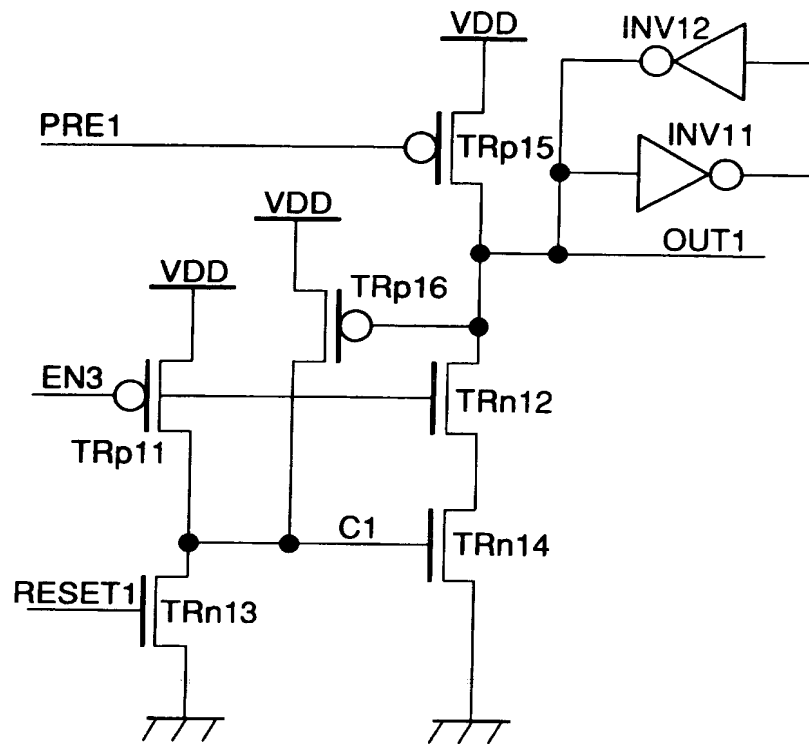 VDD
INV12
PRE1
TRp15
INV11
VDD
OUT1
VDD
TRp16
EN3
TRn12
TRp11
C1
TRn14
RESET1
TRn13